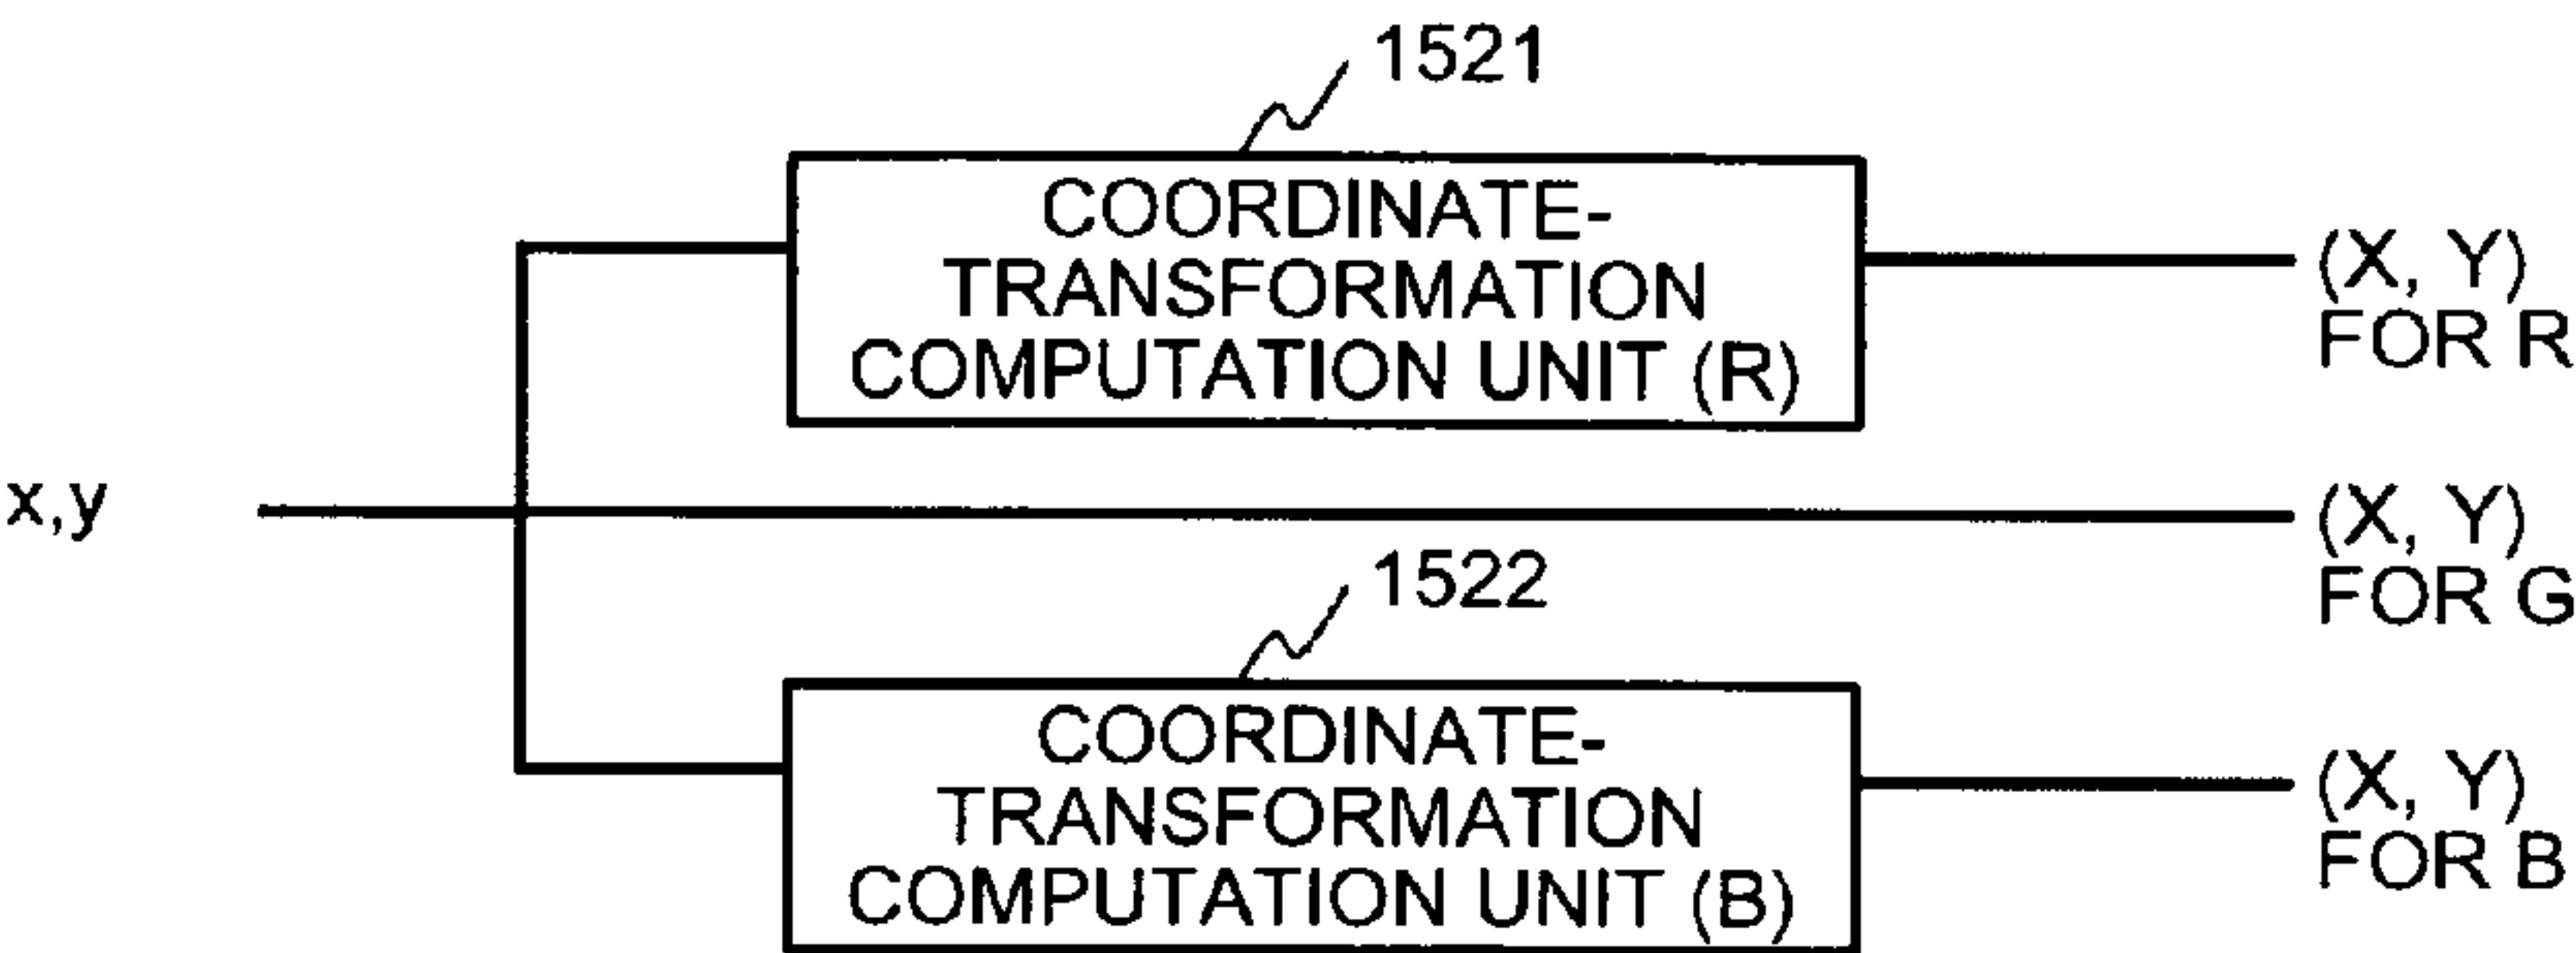 1521
COORDINATE-
TRANSFORMATION
COMPUTATION UNIT (R)
(X, Y)
FOR R
x,y
(X, Y)
FOR G
1522
COORDINATE-
TRANSFORMATION
COMPUTATION UNIT (B)
(X, Y)
FOR B